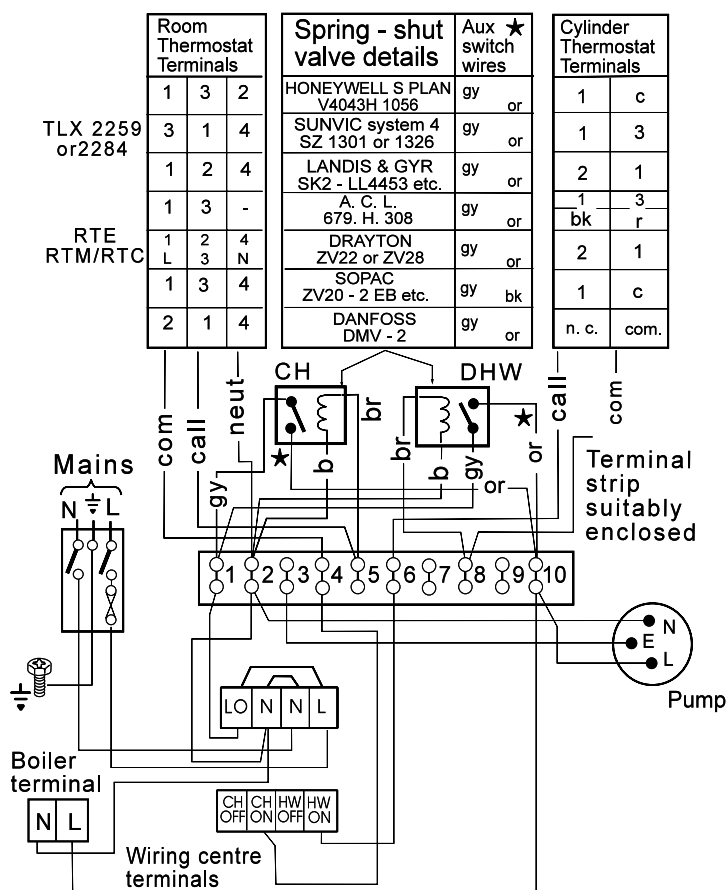 Room
Thermostat
Terminals
1 3 2
3 1 4
1 2 4
1 3 -
1 2 4
L 3 N
1 3 4
2 1 4
TLX 2259
or2284
RTE
RTM/RTC
Spring - shut
valve details
Aux ★
switch
wires
HONEYWELL S PLAN
V4043H 1056
gy
or
SUNVIC system 4
SZ 1301 or 1326
gy
or
LANDIS & GYR
SK2 - LL4453 etc.
gy
or
A. C. L.
679. H. 308
gy
or
DRAYTON
ZV22 or ZV28
gy
or
SOPAC
ZV20 - 2 EB etc.
gy
bk
DANFOSS
DMV - 2
gy
or
Cylinder
Thermostat
Terminals
1 c
1 3
2 1
1 3
bk r
2 1
1 c
n. c. com.
com
call
neut
CH
DHW
br
b
gy
★
br
b
gy
★
or
or
call
com
Mains
N L
Terminal
strip
suitably
enclosed
1 2 3 4 5 6 7 8 9 10
N
E
L
Pump
LO N N L
Boiler
terminal
N L
CH OFF
CH ON
HW OFF
HW ON
Wiring centre
terminals